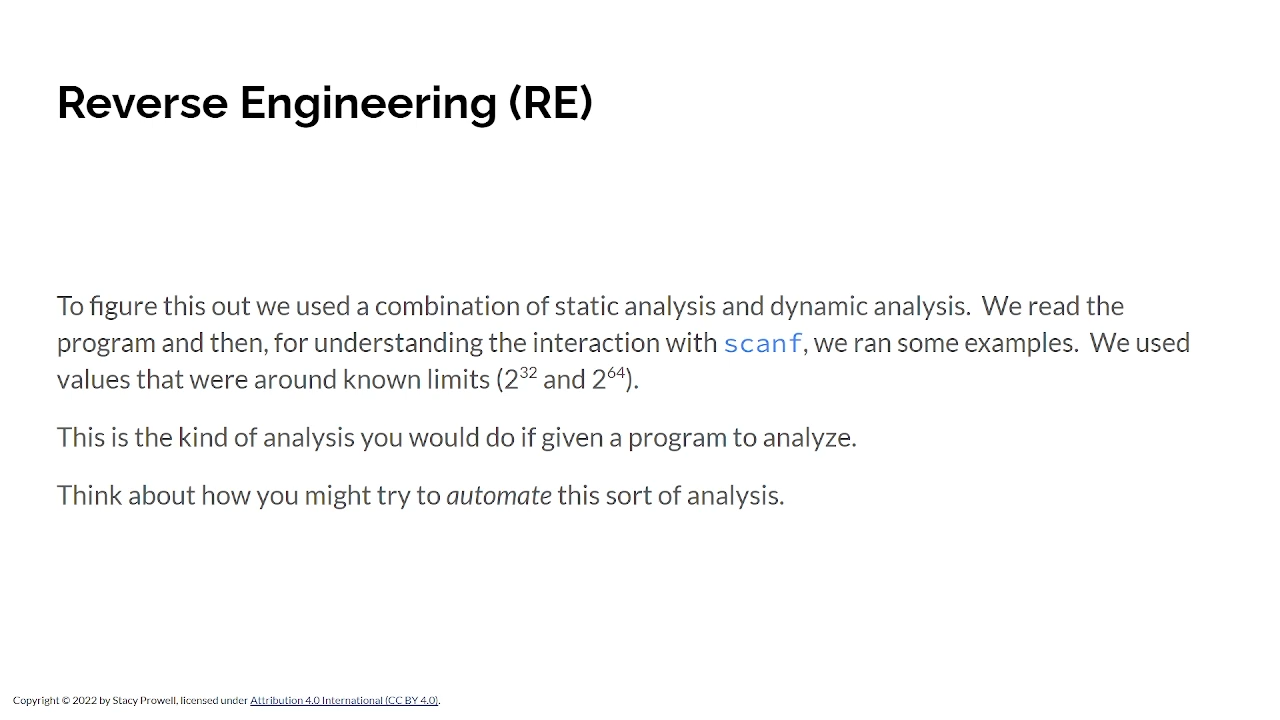 Reverse Engineering (RE)
To figure this out we used a combination of static analysis and dynamic analysis.  We read the
program and then, for understanding the interaction with scanf, we ran some examples.  We used
values that were around known limits (2³² and 2⁶⁴).
This is the kind of analysis you would do if given a program to analyze.
Think about how you might try to automate this sort of analysis.
Copyright © 2022 by Stacy Prowell, licensed under Attribution 4.0 International (CC BY 4.0).